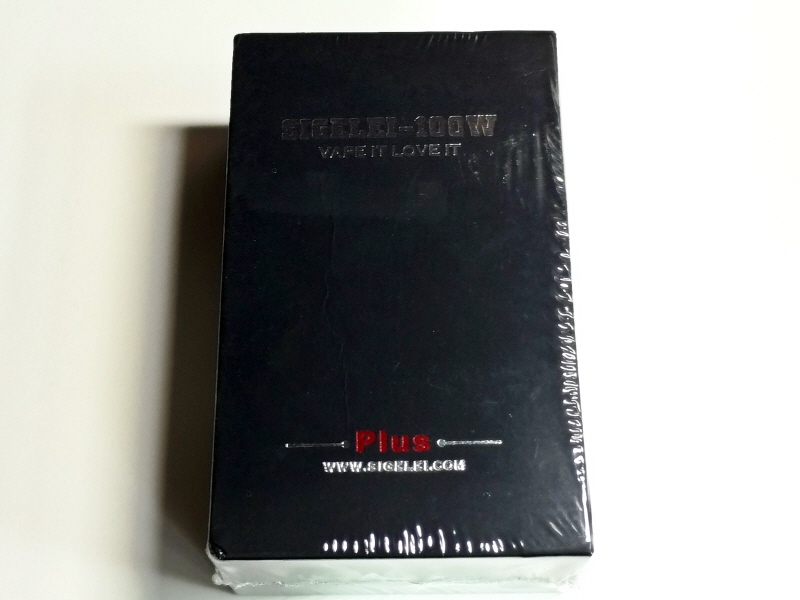 SIGELEI-100W
VAPE IT LOVE IT
Plus
WWW.SIGELEI.COM